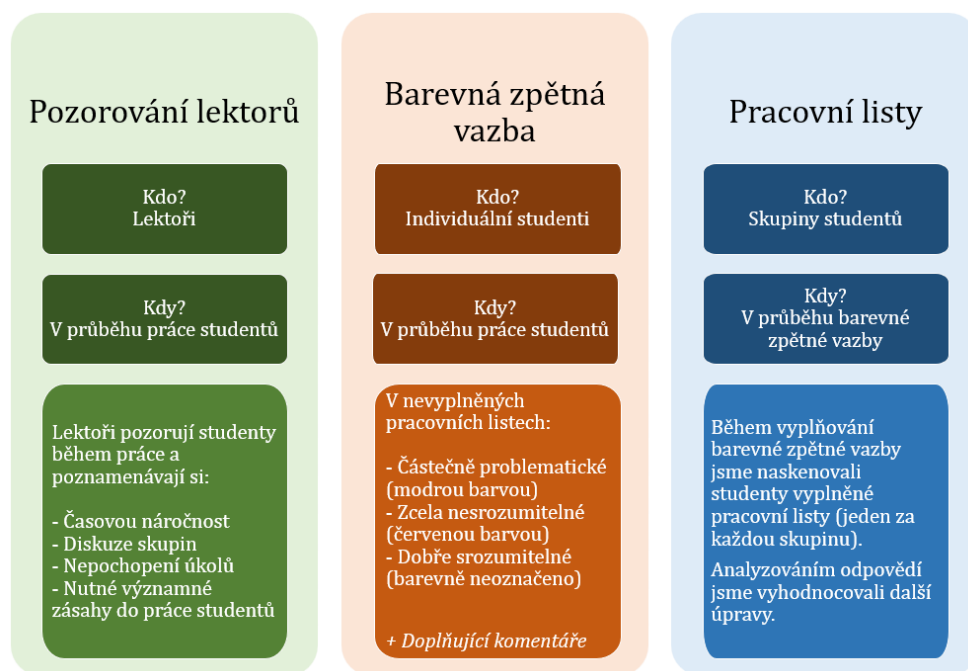 Pozorování lektorů
Kdo?
Lektoři
Kdy?
V průběhu práce studentů
Lektoři pozorují studenty
během práce a
poznamenávají si:
- Časovou náročnost
- Diskuze skupin
- Nepochopení úkolů
- Nutné významné
zásahy do práce studentů
Barevná zpětná
vazba
Kdo?
Individuální studenti
Kdy?
V průběhu práce studentů
V nevyplněných
pracovních listech:
- Částečně problematické
(modrou barvou)
- Zcela nesrozumitelné
(červenou barvou)
- Dobře srozumitelné
(barevně neoznačeno)
+ Doplňující komentáře
Pracovní listy
Kdo?
Skupiny studentů
Kdy?
V průběhu barevné
zpětné vazby
Během vyplňování
barevné zpětné vazby
jsme naskenovali
studenty vyplněné
pracovní listy (jeden za
každou skupinu).
Analyzováním odpovědí
jsme vyhodnocovali další
úpravy.